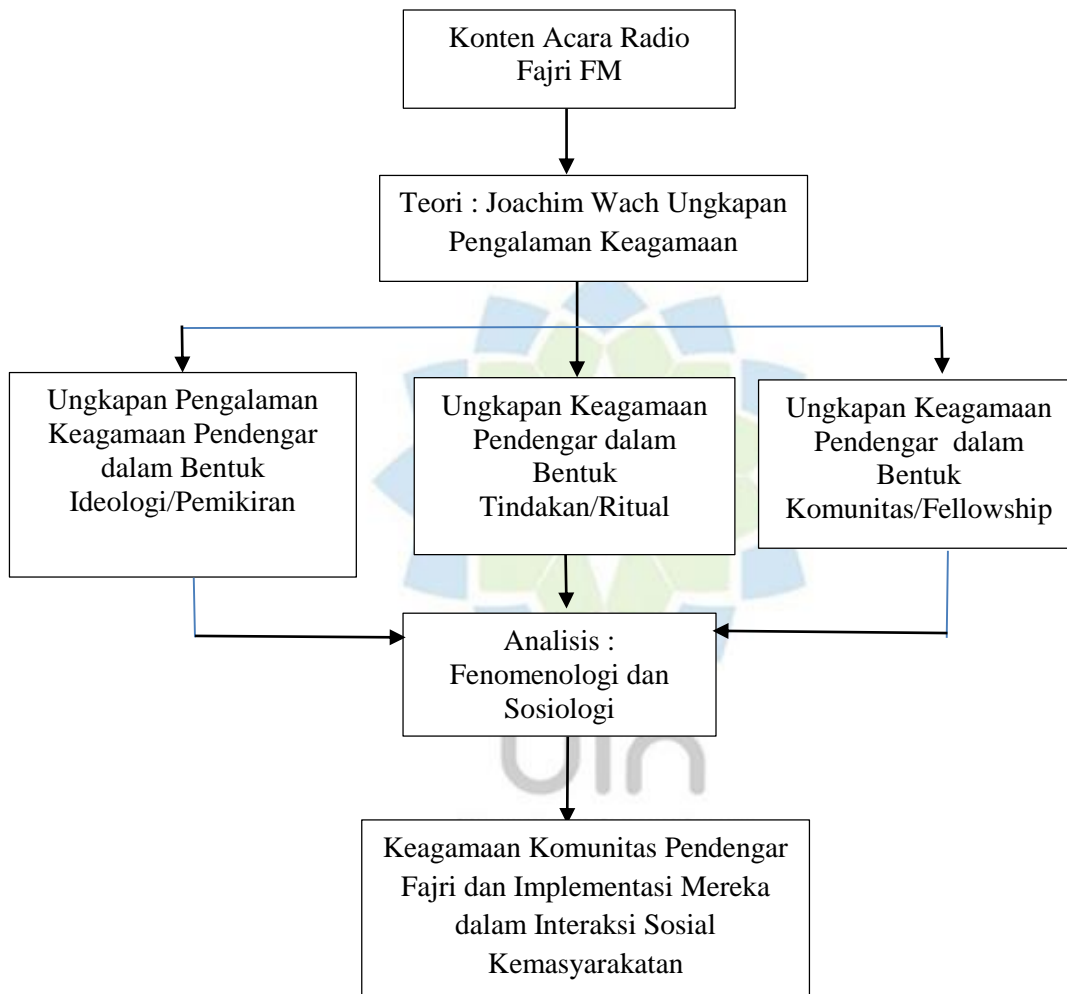 Konten Acara Radio
Fajri FM
Teori : Joachim Wach Ungkapan
Pengalaman Keagamaan
Ungkapan Pengalaman
Keagamaan Pendengar
dalam Bentuk
Ideologi/Pemikiran
Ungkapan Keagamaan
Pendengar dalam
Bentuk
Tindakan/Ritual
Ungkapan Keagamaan
Pendengar dalam
Bentuk
Komunitas/Fellowship
Analisis :
Fenomenologi dan
Sosiologi
uin
Keagamaan Komunitas Pendengar
Fajri dan Implementasi Mereka
dalam Interaksi Sosial
Kemasyarakatan